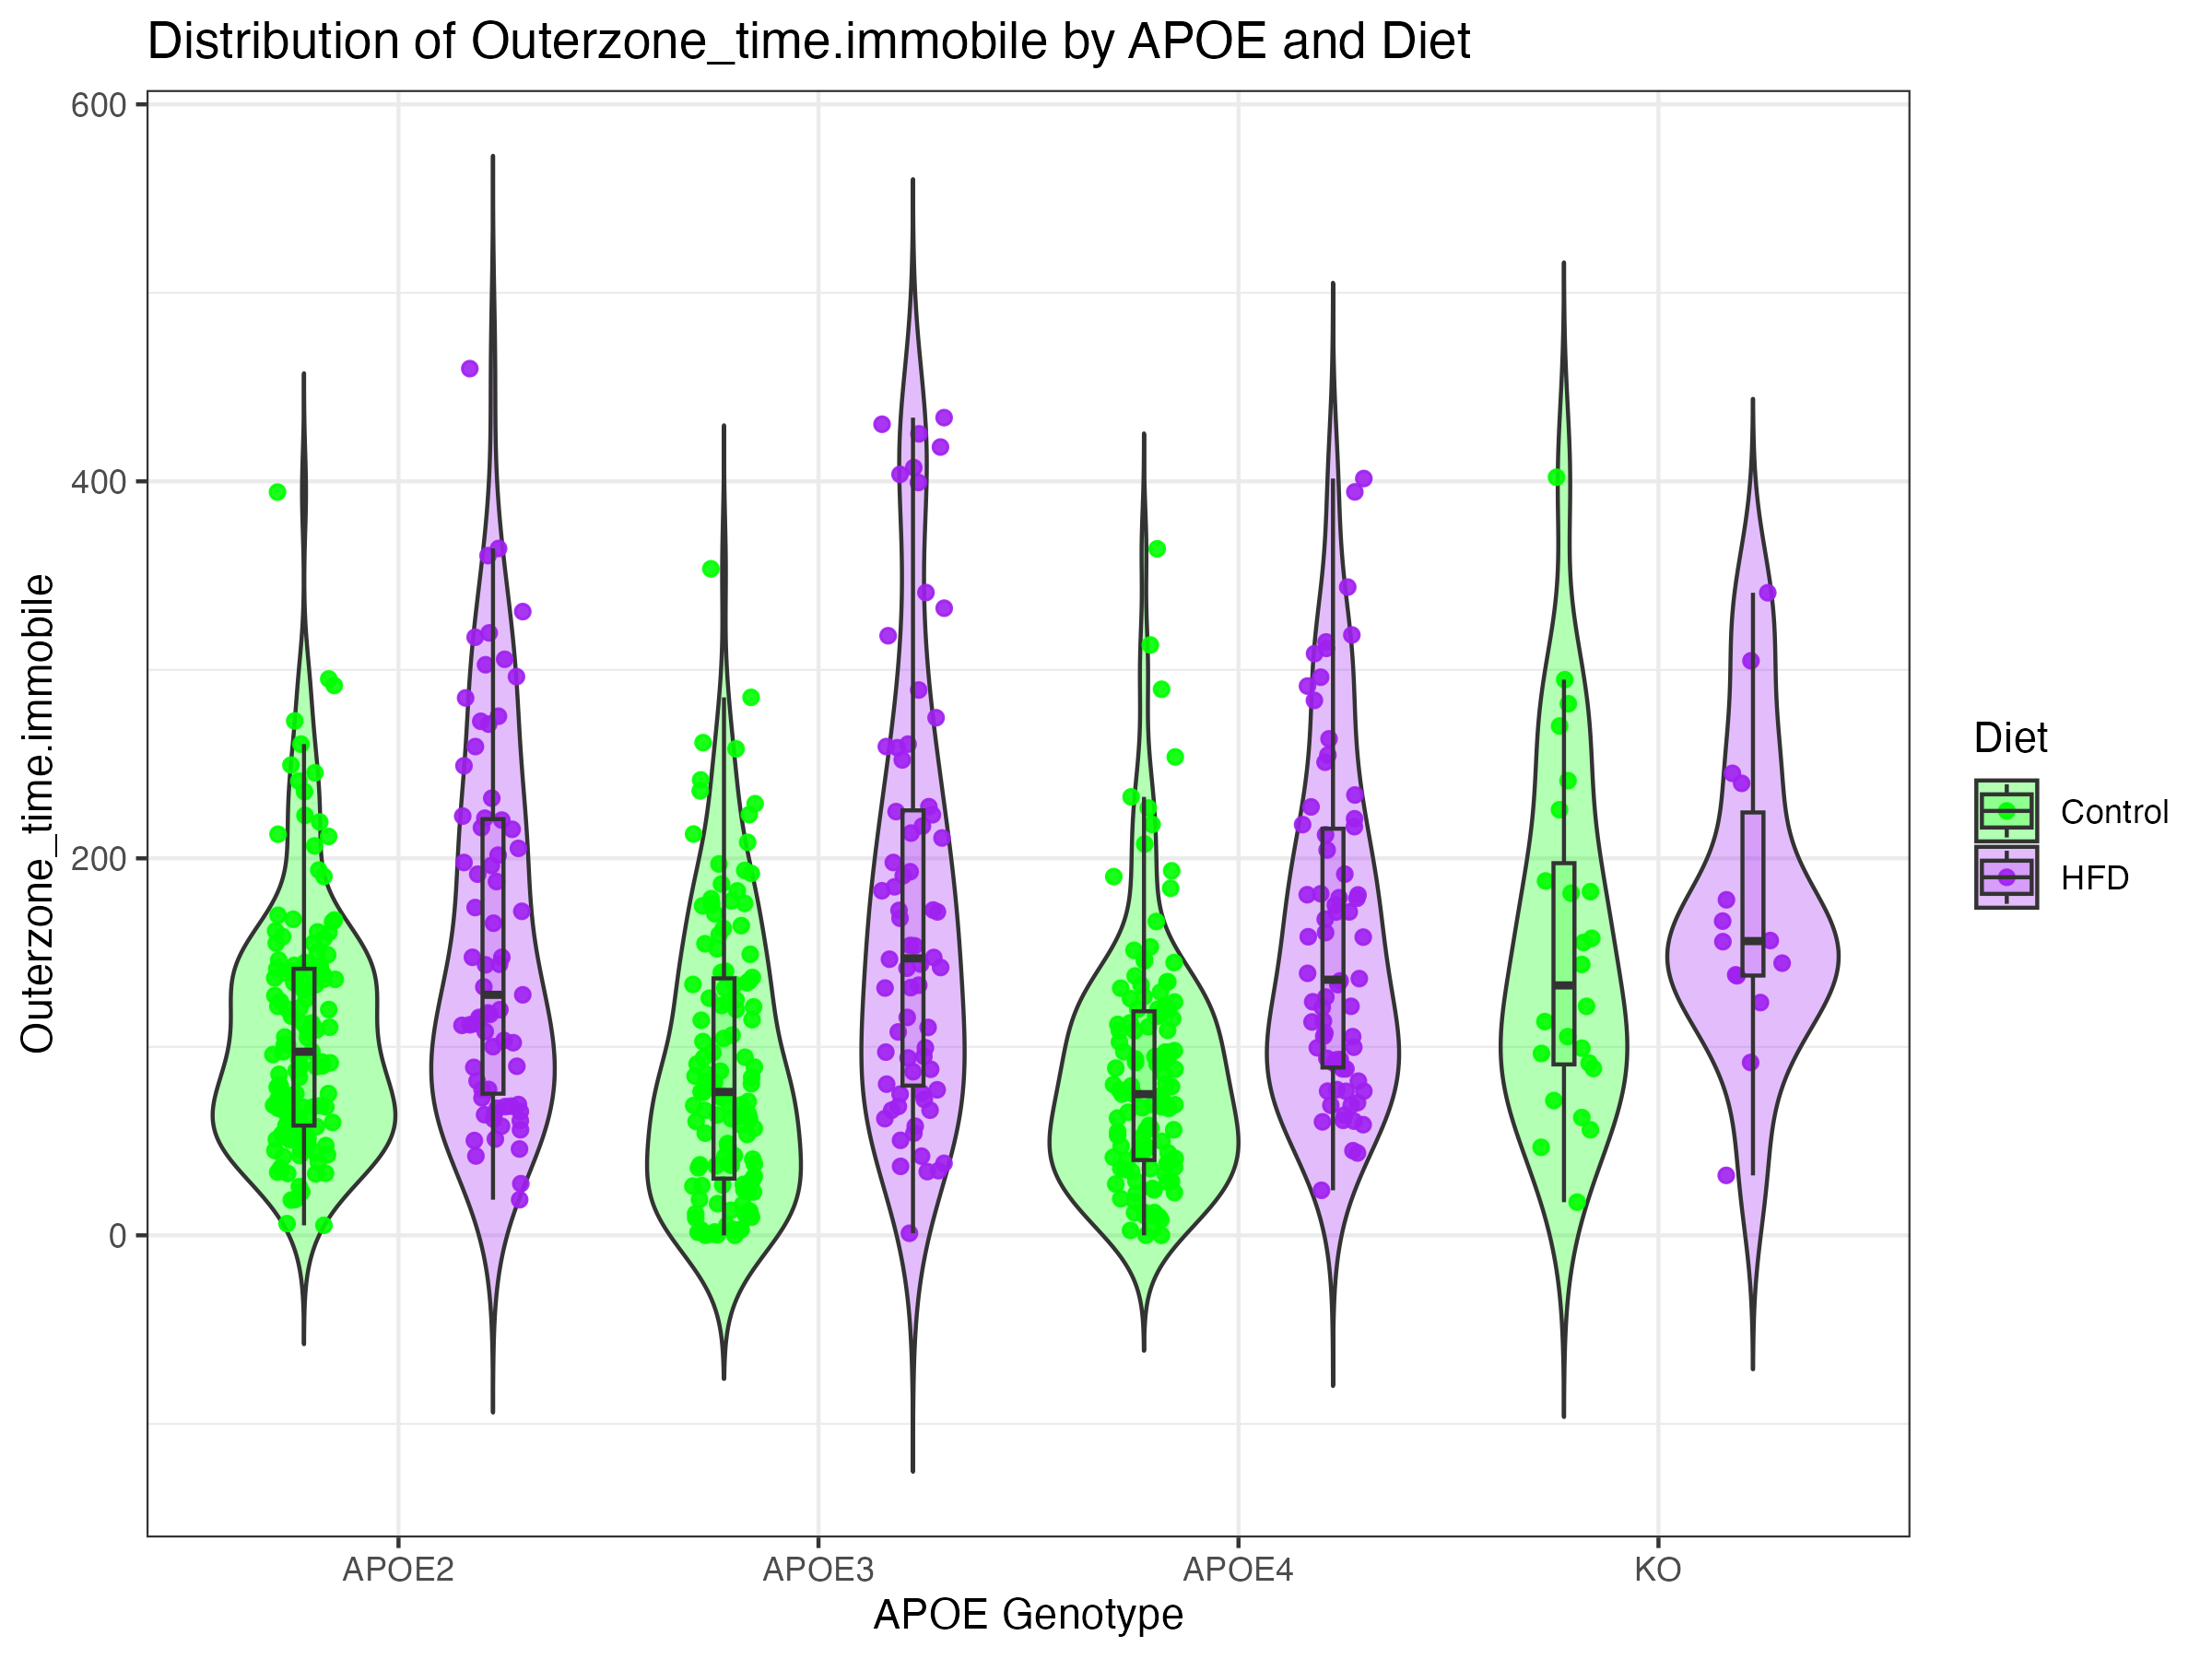 Distribution of Outerzone_time.immobile by APOE and Diet
600
400
200
0
Outerzone_time.immobile
APOE2
APOE3
APOE4
KO
APOE Genotype
Diet
Control
HFD